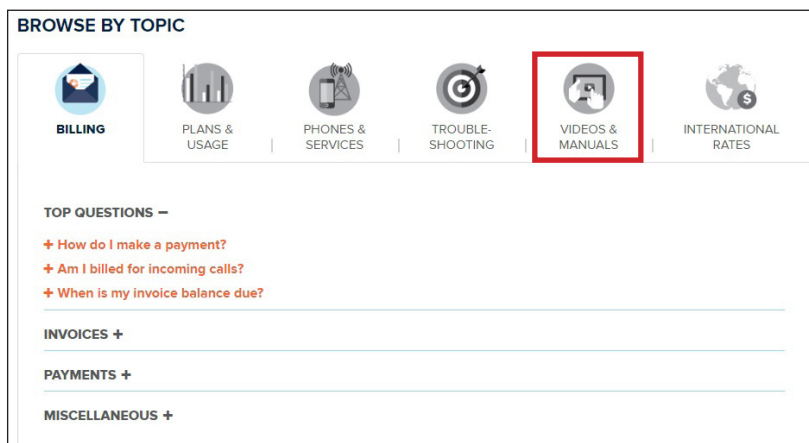 BROWSE BY TOPIC
BILLING
PLANS &
USAGE
PHONES &
SERVICES
TROUBLE-
SHOOTING
VIDEOS &
MANUALS
INTERNATIONAL
RATES
$
TOP QUESTIONS −
+ How do I make a payment?
+ Am I billed for incoming calls?
+ When is my invoice balance due?
INVOICES +
PAYMENTS +
MISCELLANEOUS +